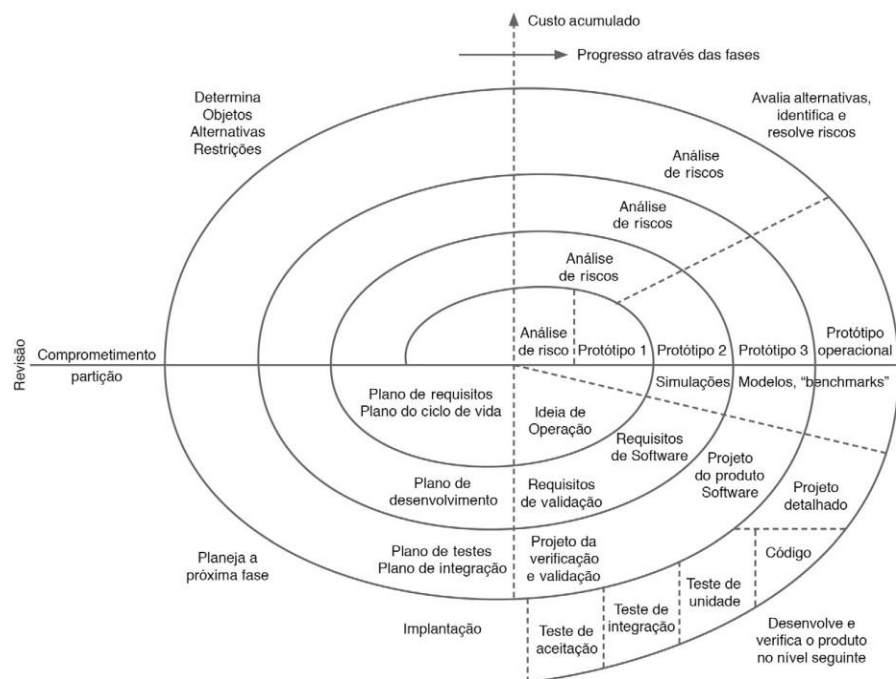 Custo acumulado
Progresso através das fases
Determina
Objetos
Alternativas
Restrições
Avalia alternativas,
identifica e
resolve riscos
Análise
de riscos
Análise
de riscos
Análise
de riscos
Análise
de risco
Protótipo 1
Protótipo 2
Protótipo 3
Protótipo
operacional
Revisão
Comprometimento
partição
Simulações
Modelos, “benchmarks”
Plano de requisitos
Plano do ciclo de vida
Ideia de
Operação
Requisitos
de Software
Projeto
do produto
Software
Projeto
detalhado
Plano de
desenvolvimento
Requisitos
de validação
Código
Planeja a
próxima fase
Plano de testes
Plano de integração
Projeto da
verificação
e validação
Teste de
unidade
Teste de
integração
Teste de
aceitação
Implantação
Desenvolve e
verifica o produto
no nível seguinte